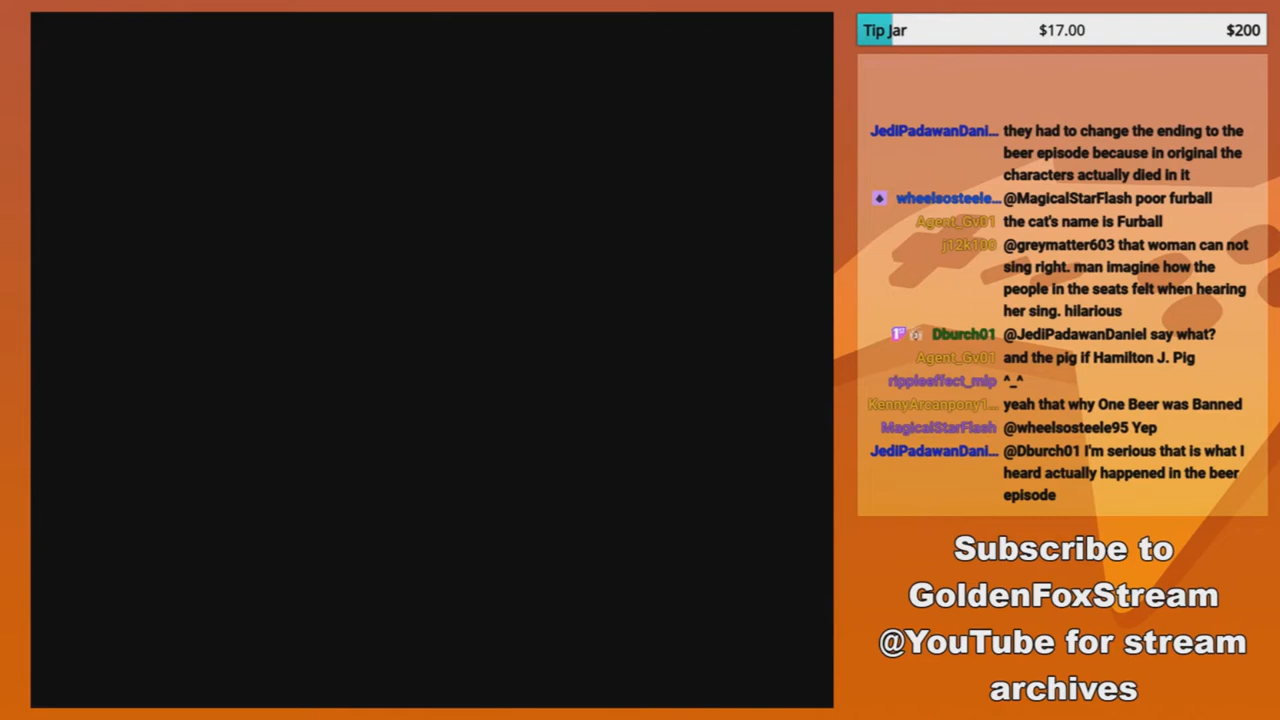 Tip Jar $17.00 $200
JediPadawanDani... they had to change the ending to the
beer episode because in original the
characters actually died in it
wheelsosteele... @MagicalStarFlash poor furball
Agent_Gv01 the cat's name is Furball
j12k100 @greymatter603 that woman can not
sing right. man imagine how the
people in the seats felt when hearing
her sing. hilarious
Dburch01 @JediPadawanDaniel say what?
Agent_Gv01 and the pig if Hamilton J. Pig
rippleeffect_mlp ^_^
KennyArcanpony1... yeah that why One Beer was Banned
MagicalStarFlash @wheelsosteele95 Yep
JediPadawanDani... @Dburch01 I'm serious that is what I
heard actually happened in the beer
episode
Subscribe to
GoldenFoxStream
@YouTube for stream
archives